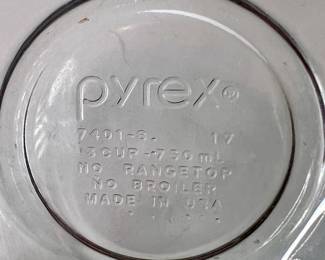 pyrex®
7401-S. 17
3 CUP-750 mL
NO RANGETOP
NO BROILER
MADE IN USA